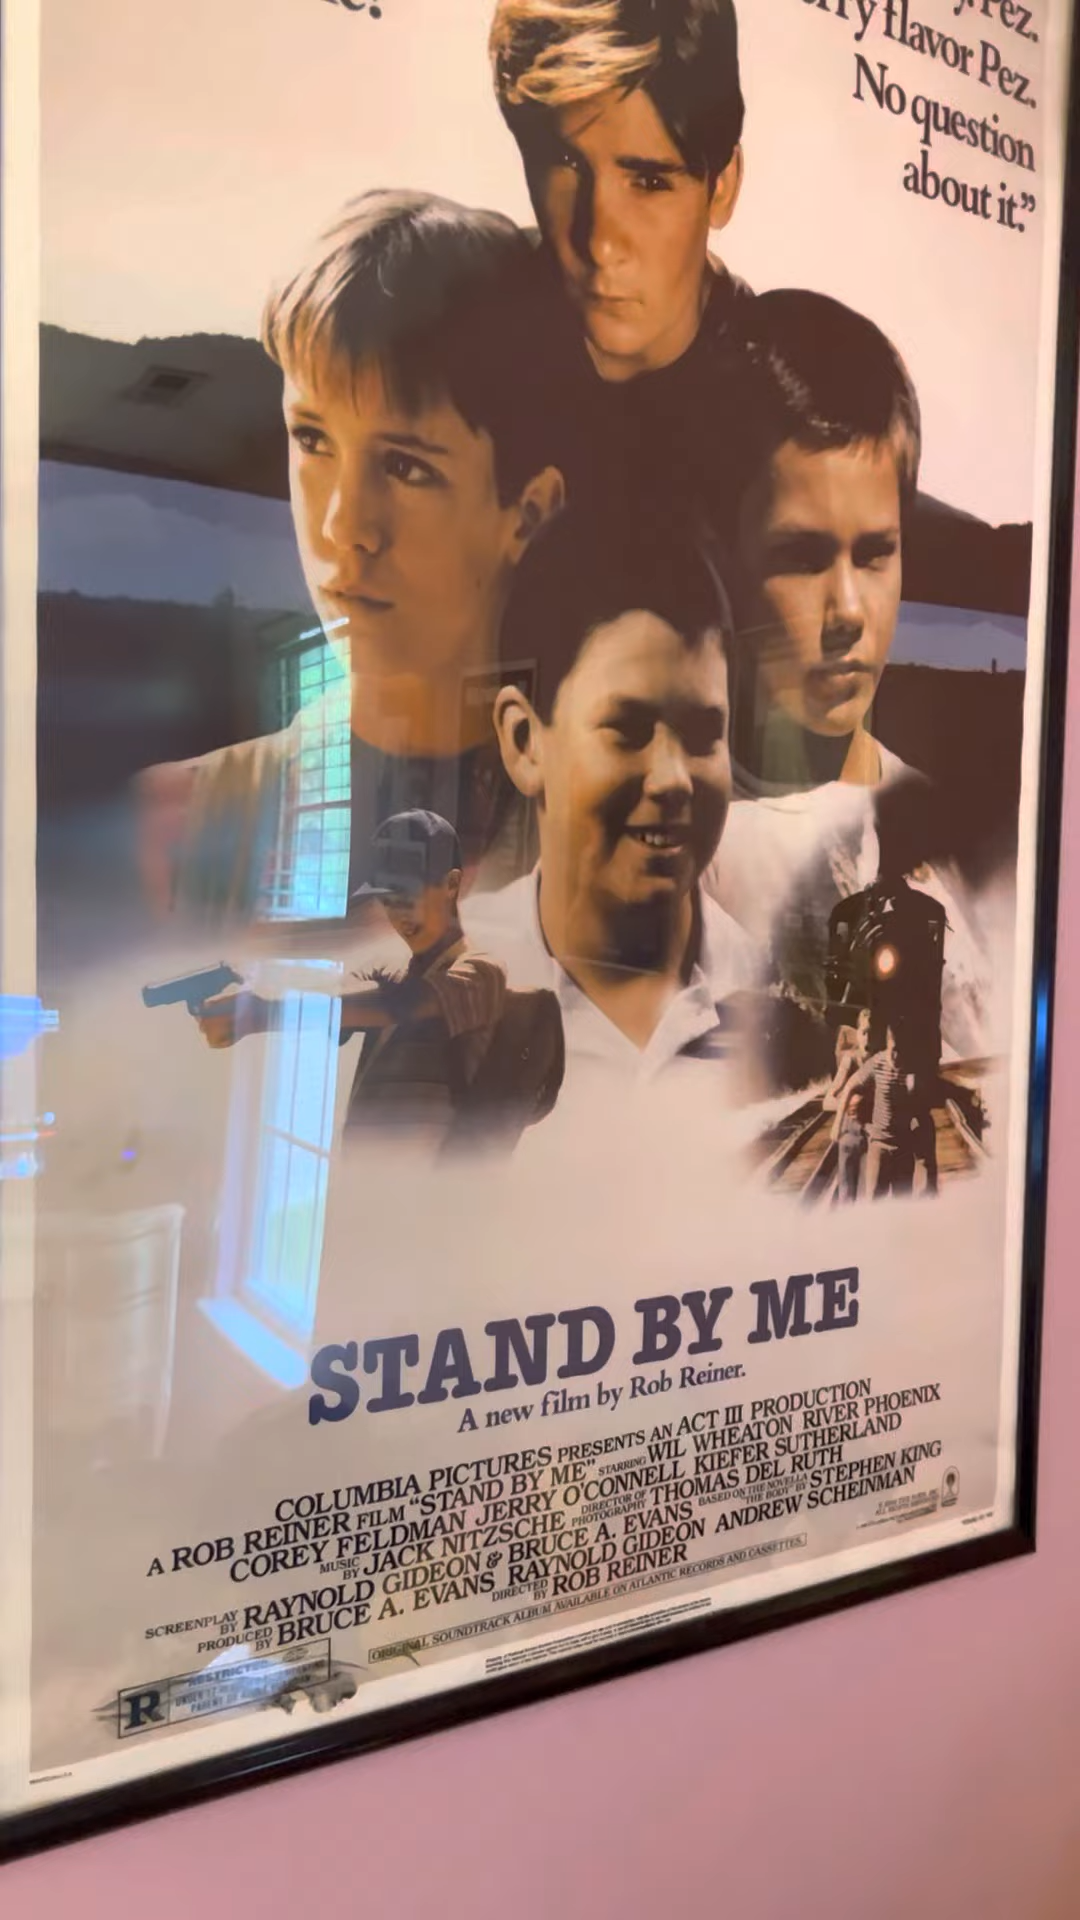 Pez.
flavor Pez.
No question
about it."
STAND BY ME
A new film by Rob Reiner.
COLUMBIA PICTURES PRESENTS AN ACT III PRODUCTION
A ROB REINER FILM "STAND BY ME" STARRING WIL WHEATON RIVER PHOENIX
COREY FELDMAN JERRY O'CONNELL KIEFER SUTHERLAND
MUSIC BY JACK NITZSCHE DIRECTOR OF PHOTOGRAPHY THOMAS DEL RUTH
SCREENPLAY BY RAYNOLD GIDEON & BRUCE A. EVANS BASED ON THE NOVELLA "THE BODY" BY STEPHEN KING
PRODUCED BY BRUCE A. EVANS RAYNOLD GIDEON ANDREW SCHEINMAN
DIRECTED BY ROB REINER
ORIGINAL SOUNDTRACK ALBUM AVAILABLE ON ATLANTIC RECORDS AND CASSETTES.
R RESTRICTED